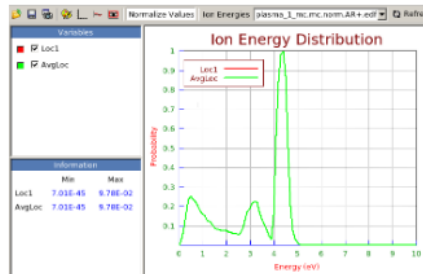 Normalize Values Ion Energies plasma_1_mc.mc.norm.AR+.edf Refre
Variables
Loc1
AvgLoc
Information
Min Max
Loc1 7.01E-45 9.78E-02
AvgLoc 7.01E-45 9.78E-02
Ion Energy Distribution
Loc1
AvgLoc
Probability
1
0.9
0.8
0.7
0.6
0.5
0.4
0.3
0.2
0.1
0 1 2 3 4 5 6 7 8 9 10
Energy (eV)